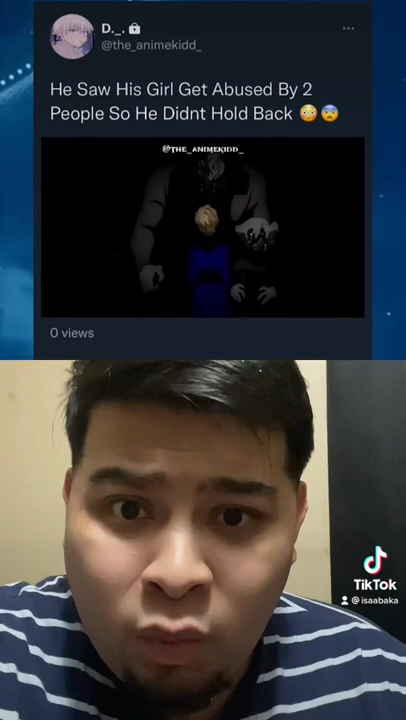 D._. 🔒
@the_animekidd_
He Saw His Girl Get Abused By 2
People So He Didnt Hold Back 😳😨
@THE_ANIMEKIDD_
0 views
TikTok
@isaabaka